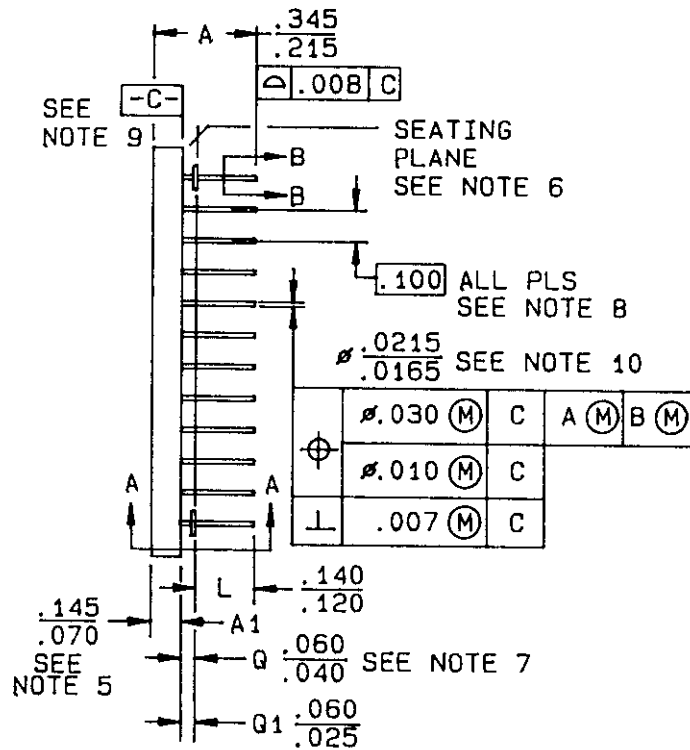 A .345
.215
⌓ .008 C
-C-
SEE
NOTE 9
SEATING
PLANE
SEE NOTE 6
B
B
.100 ALL PLS
SEE NOTE 8
⌀ .0215
.0165 SEE NOTE 10
⌖ ⌀.030 Ⓜ C A Ⓜ B Ⓜ
⌀.010 Ⓜ C
⊥ .007 Ⓜ C
A A
L .140
.120
.145
.070 A1
SEE
NOTE 5
Q .060
.040 SEE NOTE 7
Q1 .060
.025